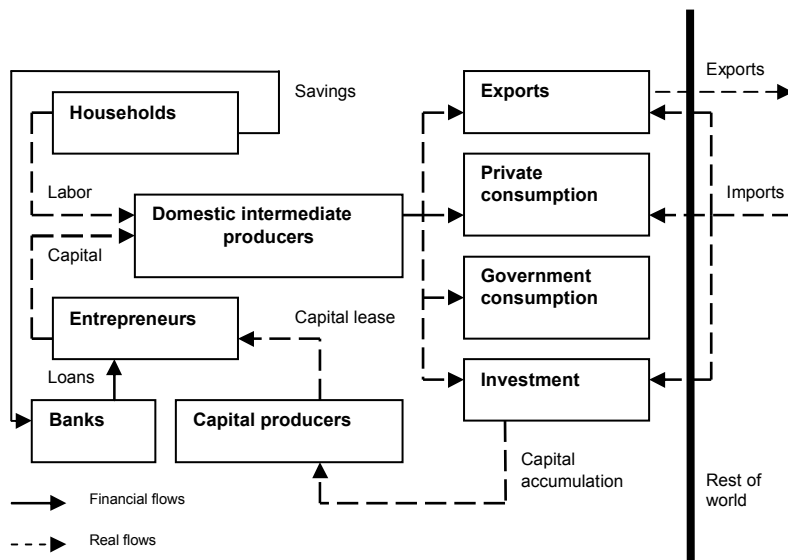 Savings
Households
Labor
Domestic intermediate
producers
Capital
Entrepreneurs
Capital lease
Loans
Banks
Capital producers
Exports
Exports
Private
consumption
Imports
Government
consumption
Investment
Capital
accumulation
Rest of
world
Financial flows
Real flows